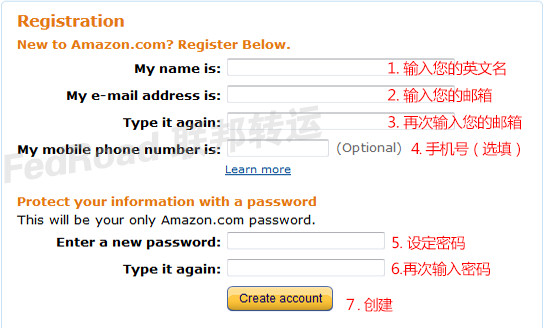 Registration
New to Amazon.com? Register Below.
My name is: 1. 输入您的英文名
My e-mail address is: 2. 输入您的邮箱
Type it again: 3. 再次输入您的邮箱
My mobile phone number is: (Optional) 4. 手机号（选填）
Learn more
FedRoad 联邦转运
Protect your information with a password
This will be your only Amazon.com password.
Enter a new password: 5. 设定密码
Type it again: 6.再次输入密码
Create account 7. 创建